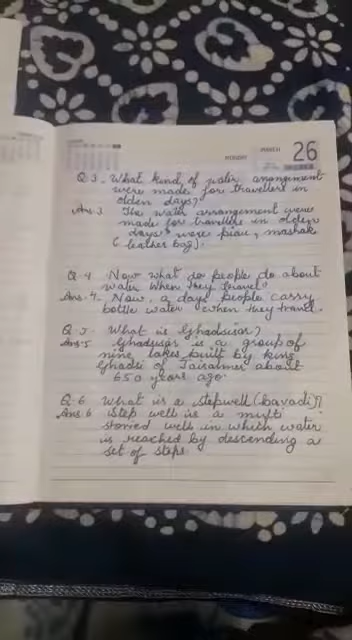 MONDAY MARCH 26
Q 3. What kind of water arrangement
were made for travellers in
olden days?
Ans.3 The water arrangement were
made for travellers in olden
days were piau, mashak
(leather bag).
Q.4. Now what do people do about
water when they travel?
Ans.4. Now, a days people carry
bottle water when they travel.
Q 5. What is Ghadsisar?
Ans.5 Ghadsisar is a group of
nine lakes built by king
Ghadsi of Jaisalmer about
650 years ago.
Q.6 What is a stepwell (bavadi)?
Ans.6 Step well is a multi
storied well in which water
is reached by descending a
set of steps